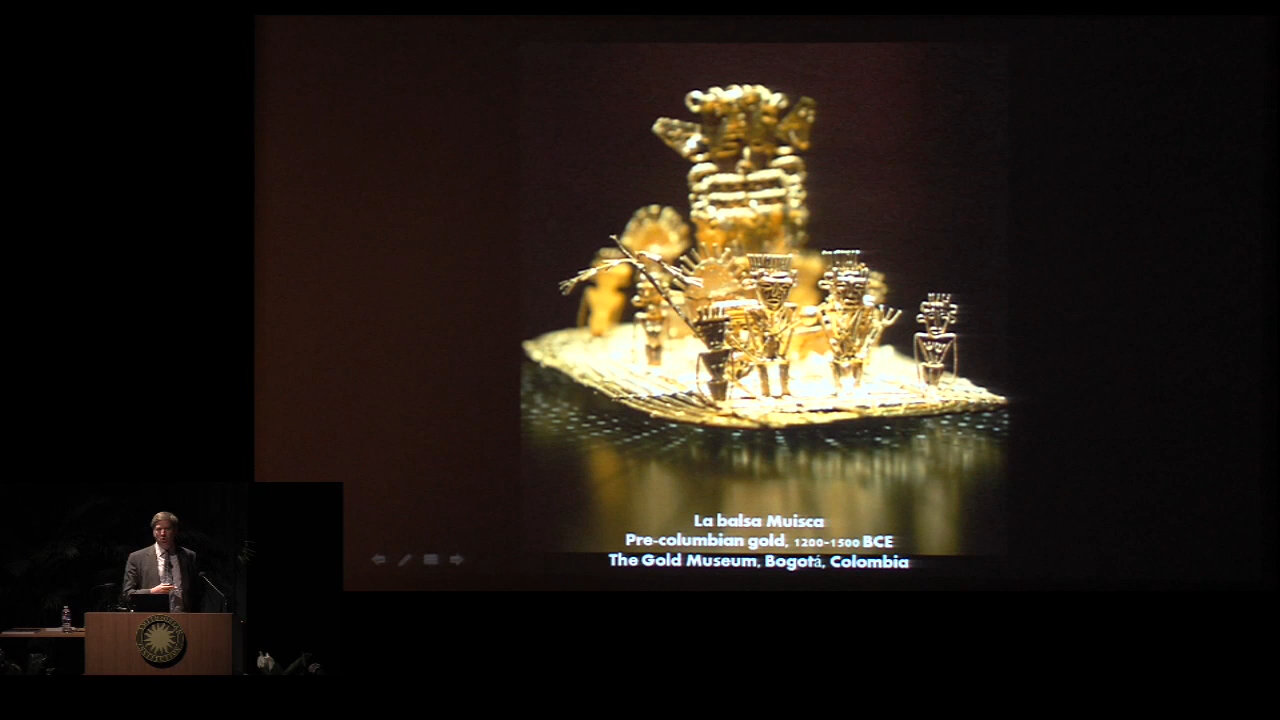 La balsa Muisca
Pre-columbian gold, 1200-1500 BCE
The Gold Museum, Bogotá, Colombia